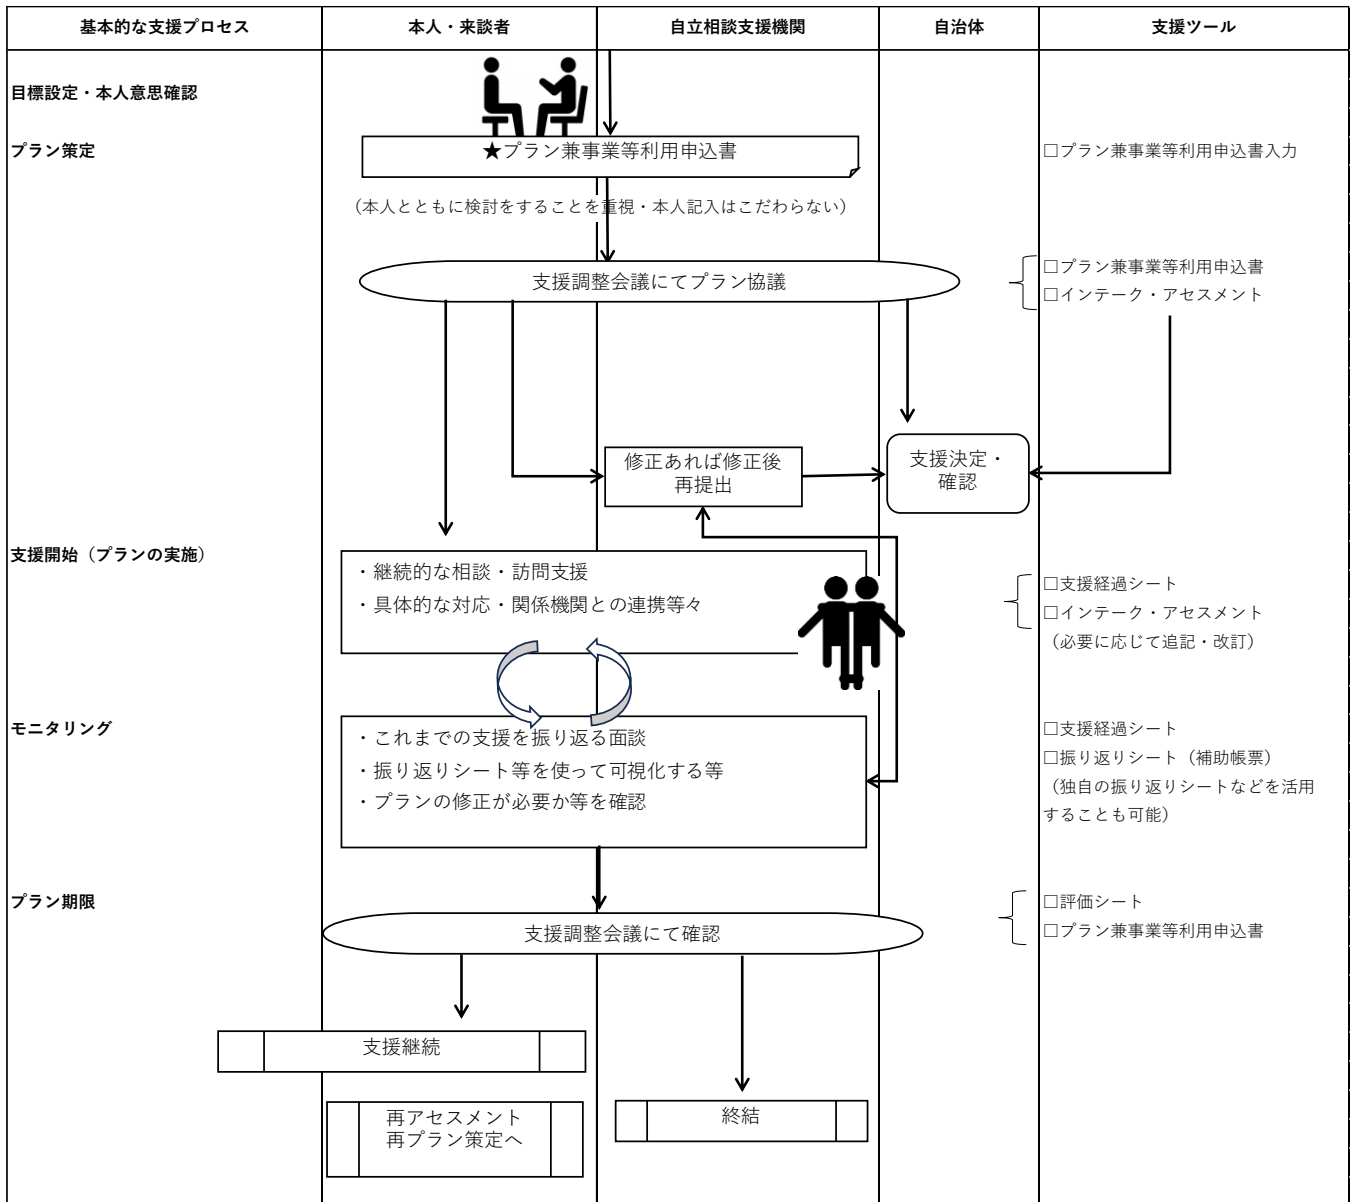 基本的な支援プロセス
本人・来談者
自立相談支援機関
自治体
支援ツール
目標設定・本人意思確認
プラン策定
★プラン兼事業等利用申込書
□プラン兼事業等利用申込書入力
（本人とともに検討をすることを重視・本人記入はこだわらない）
支援調整会議にてプラン協議
□プラン兼事業等利用申込書
□インテーク・アセスメント
修正あれば修正後
再提出
支援決定・
確認
支援開始（プランの実施）
・継続的な相談・訪問支援
・具体的な対応・関係機関との連携等々
□支援経過シート
□インテーク・アセスメント
（必要に応じて追記・改訂）
モニタリング
・これまでの支援を振り返る面談
・振り返りシート等を使って可視化する等
・プランの修正が必要か等を確認
□支援経過シート
□振り返りシート（補助帳票）
（独自の振り返りシートなどを活用
することも可能）
プラン期限
支援調整会議にて確認
□評価シート
□プラン兼事業等利用申込書
支援継続
再アセスメント
再プラン策定へ
終結